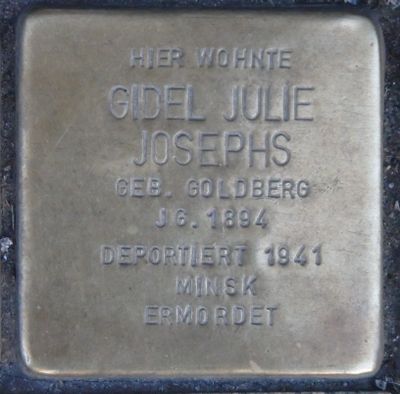 HIER WOHNTE
GIDEL JULIE
JOSEPHS
GEB. GOLDBERG
JG. 1894
DEPORTIERT 1941
MINSK
ERMORDET